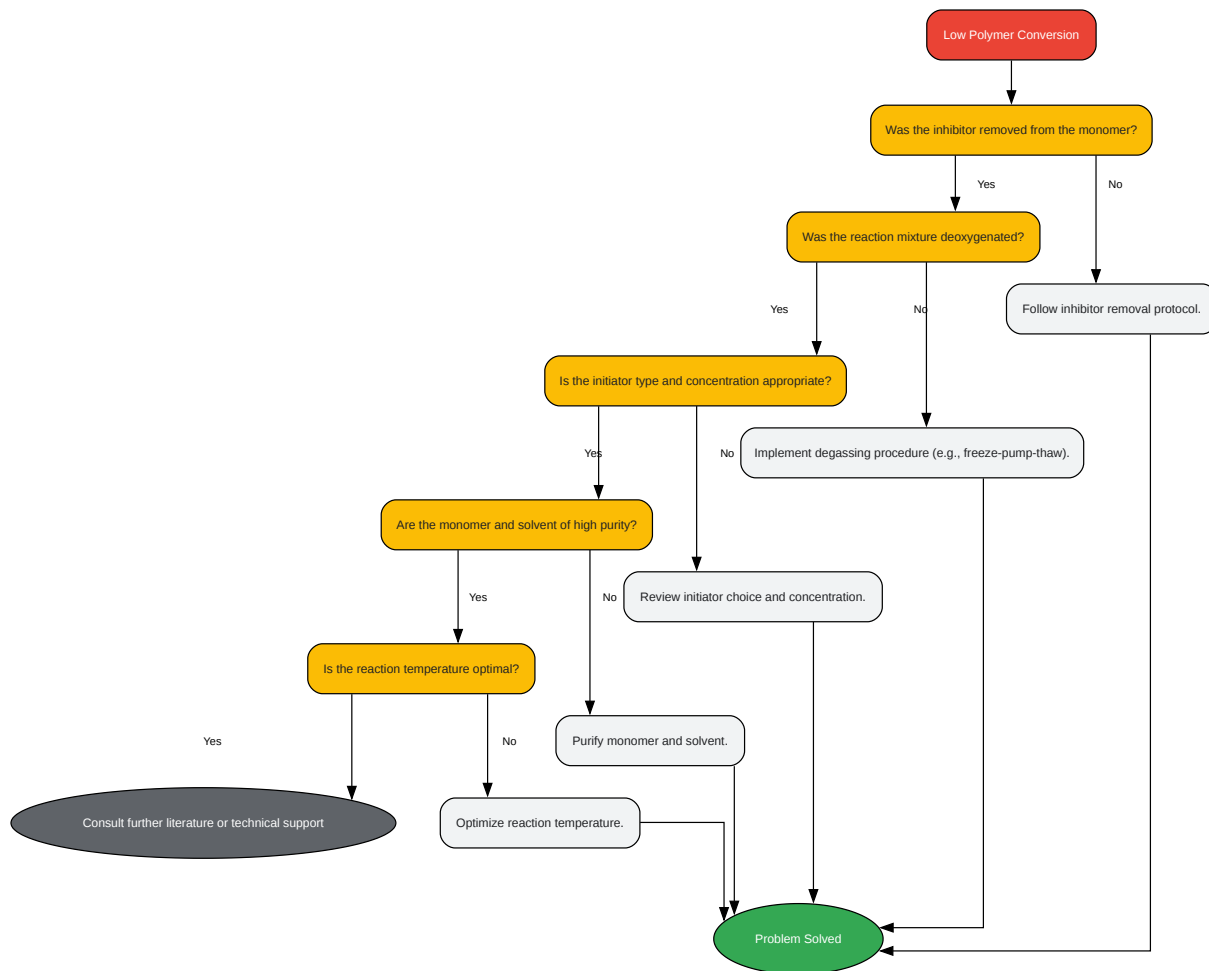 Low Polymer Conversion
Was the inhibitor removed from the monomer?
Yes
No
Was the reaction mixture deoxygenated?
Yes
No
Follow inhibitor removal protocol.
Is the initiator type and concentration appropriate?
Yes
No
Implement degassing procedure (e.g., freeze-pump-thaw).
Are the monomer and solvent of high purity?
Yes
No
Review initiator choice and concentration.
Is the reaction temperature optimal?
Yes
No
Purify monomer and solvent.
Consult further literature or technical support
Optimize reaction temperature.
Problem Solved